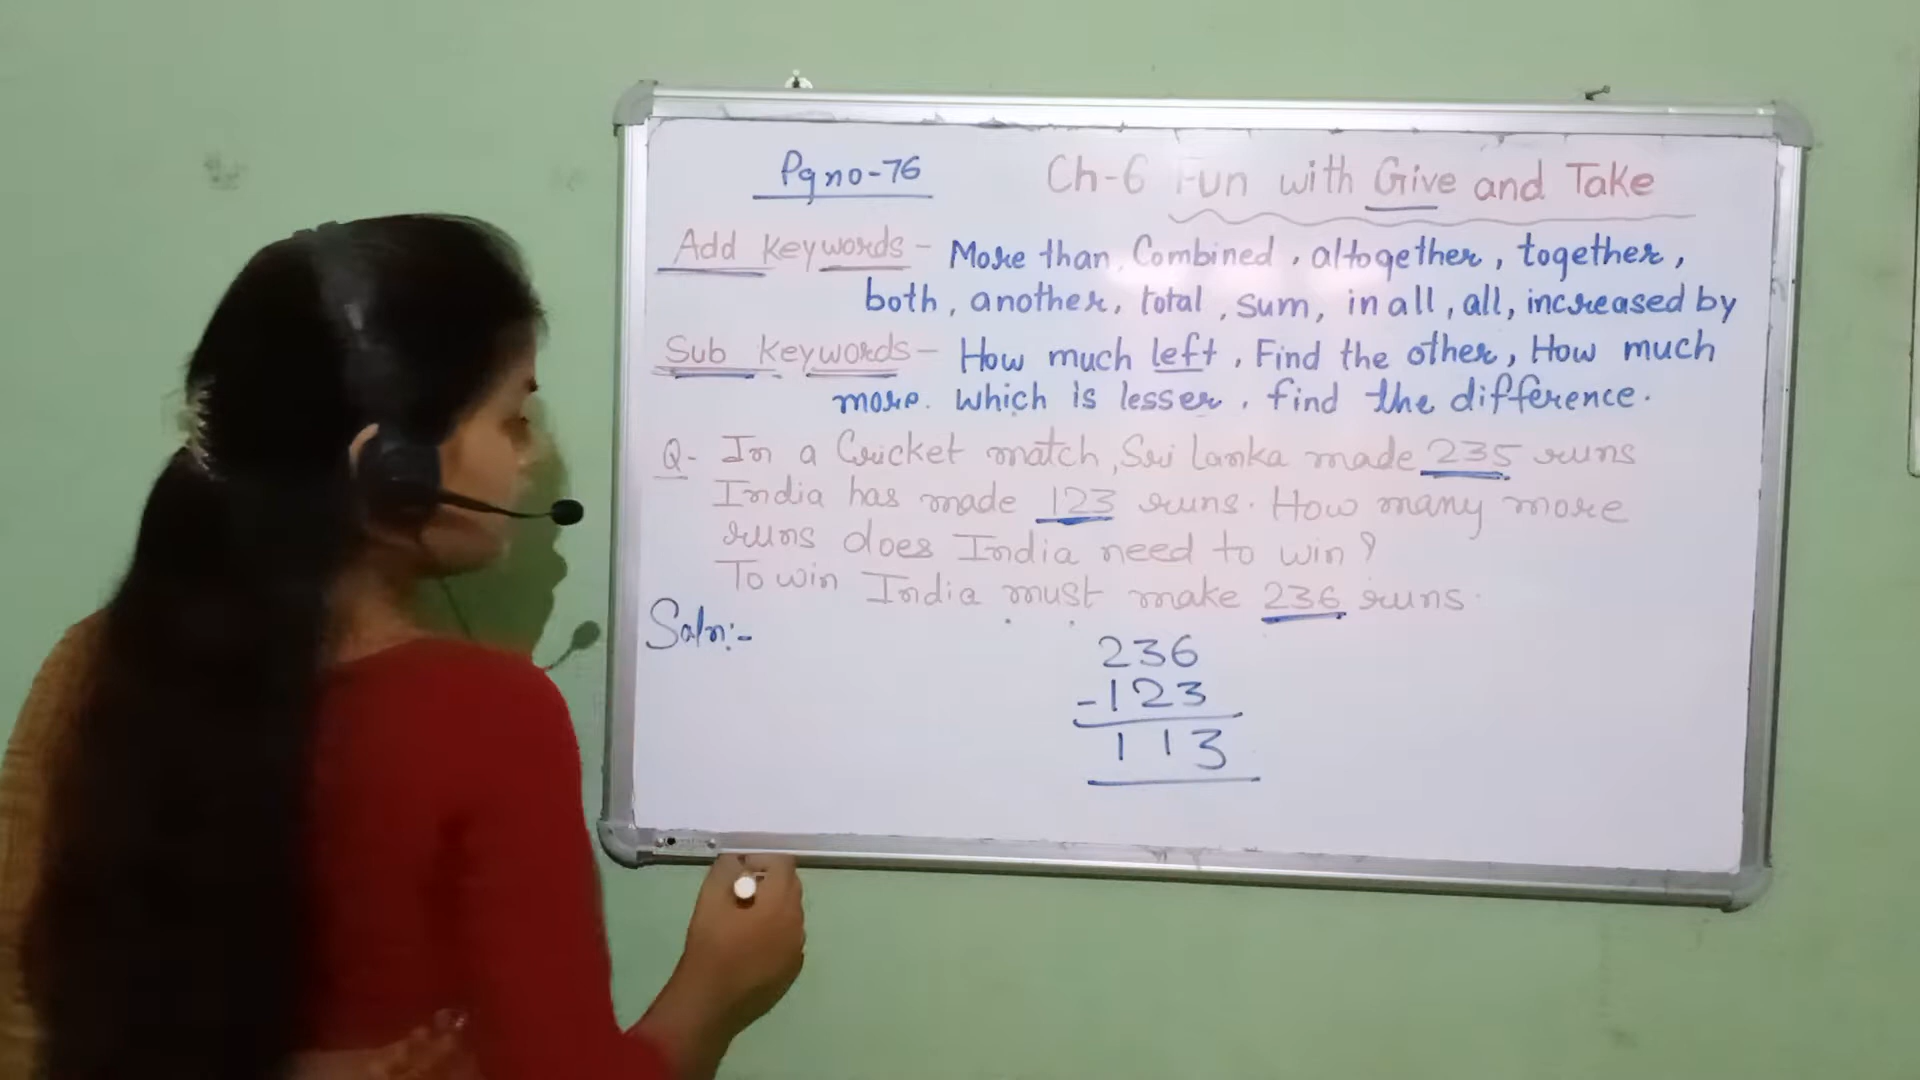 Pg no-76
Ch-6 Fun with Give and Take
Add Keywords - More than, Combined, altogether, together,
both, another, total, sum, in all, all, increased by
Sub Keywords - How much left, Find the other, How much
more. Which is lesser, find the difference.
Q- In a Cricket match, Sri Lanka made 235 runs
India has made 123 runs. How many more
runs does India need to win?
To win India must make 236 runs.
Soln:-
236
-123
113